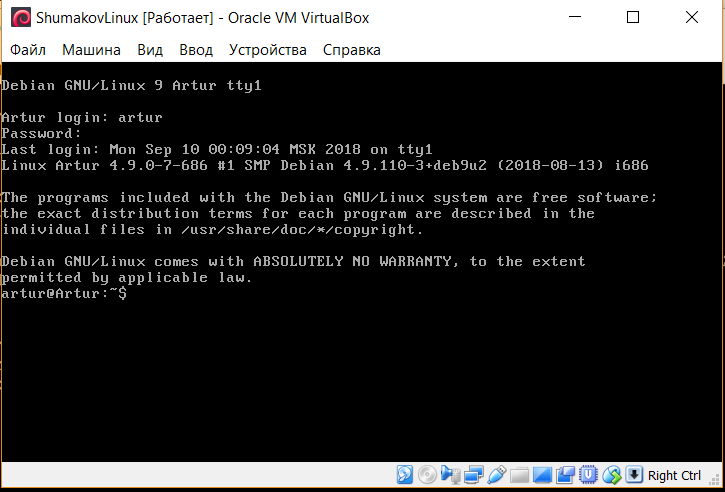 ShumakovLinux [Работает] - Oracle VM VirtualBox
Файл Машина Вид Ввод Устройства Справка
Debian GNU/Linux 9 Artur tty1
Artur login: artur
Password:
Last login: Mon Sep 10 00:09:04 MSK 2018 on tty1
Linux Artur 4.9.0-7-686 #1 SMP Debian 4.9.110-3+deb9u2 (2018-08-13) i686
The programs included with the Debian GNU/Linux system are free software;
the exact distribution terms for each program are described in the
individual files in /usr/share/doc/*/copyright.
Debian GNU/Linux comes with ABSOLUTELY NO WARRANTY, to the extent
permitted by applicable law.
artur@Artur:~$
Right Ctrl